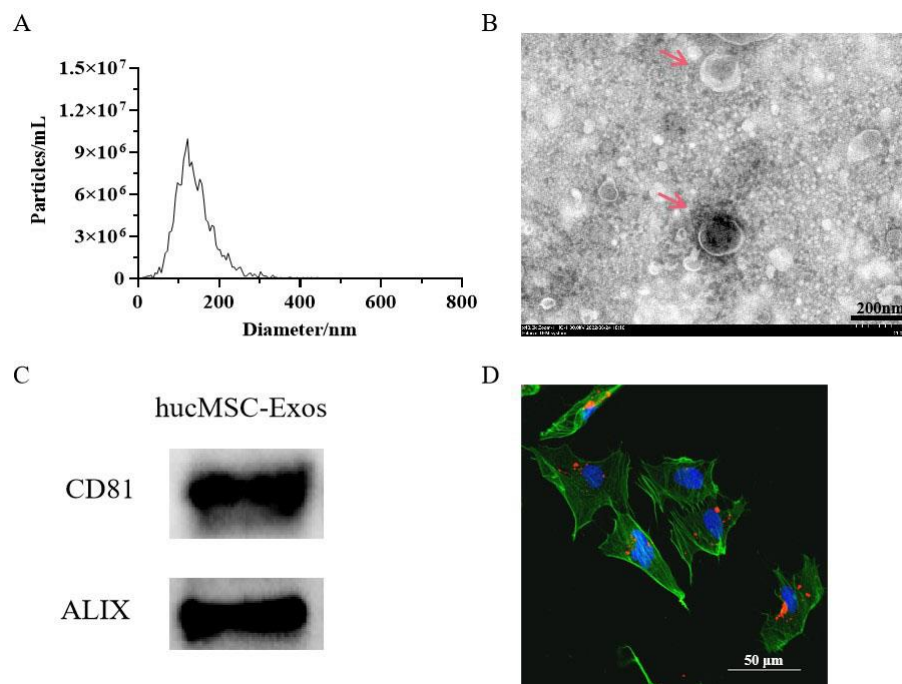 A
1.5×10⁷
1.2×10⁷
9×10⁶
6×10⁶
3×10⁶
0
Particles/mL
0 200 400 600 800
Diameter/nm
B
200nm
C
hucMSC-Exos
CD81
ALIX
D
50 µm